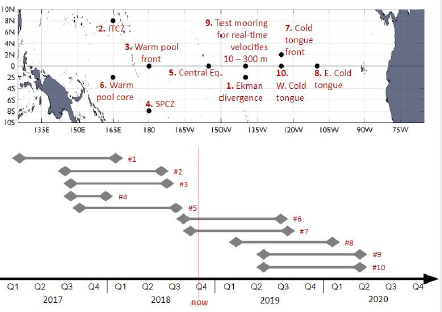 10N
8N
6N
4N
2N
0
2S
4S
6S
8S
10S
2. ITCZ
3. Warm pool
front
9. Test mooring
for real-time
velocities
10 – 300 m
7. Cold
tongue
front
5. Central Eq.
6. Warm
pool core
4. SPCZ
1. Ekman
divergence
10.
W. Cold
tongue
8. E. Cold
tongue
135E 150E 165E 180 165W 150W 135W 120W 105W 90W 75W
#1
#2
#3
#4
#5
#6
#7
#8
#9
#10
Q1 Q2 Q3 Q4 Q1 Q2 Q3 Q4 Q1 Q2 Q3 Q4 Q1 Q2 Q3 Q4
2017 2018 now 2019 2020